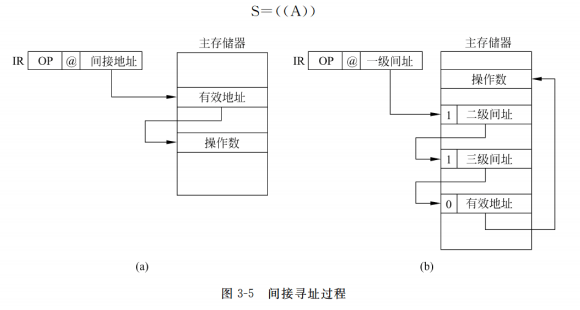 S=((A))
主存储器
IR OP @ 间接地址
有效地址
操作数
(a)
主存储器
IR OP @ 一级间址
操作数
1 二级间址
1 三级间址
0 有效地址
(b)
图 3-5 间接寻址过程